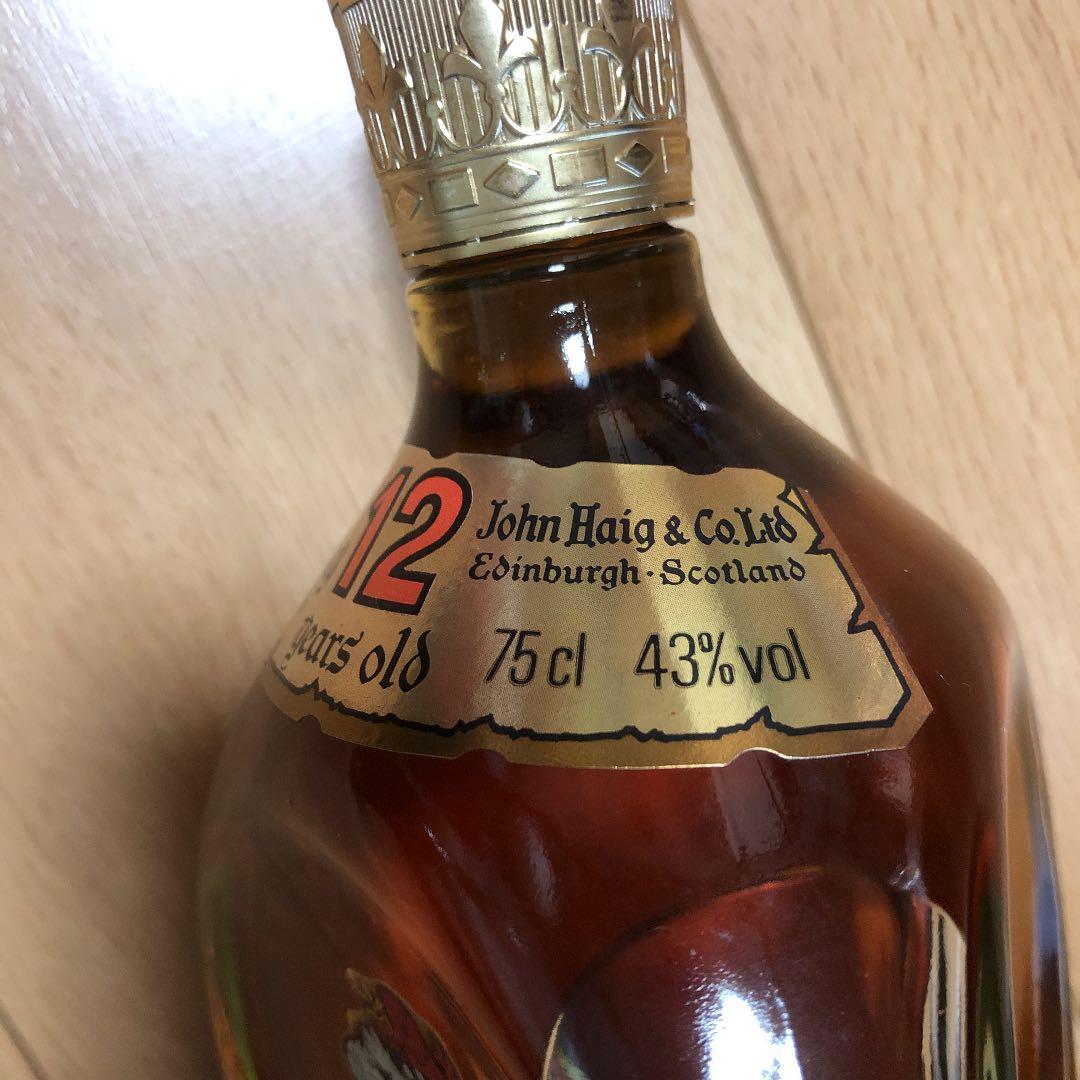 12
years old
John Haig & Co. Ltd
Edinburgh · Scotland
75 cl 43% vol